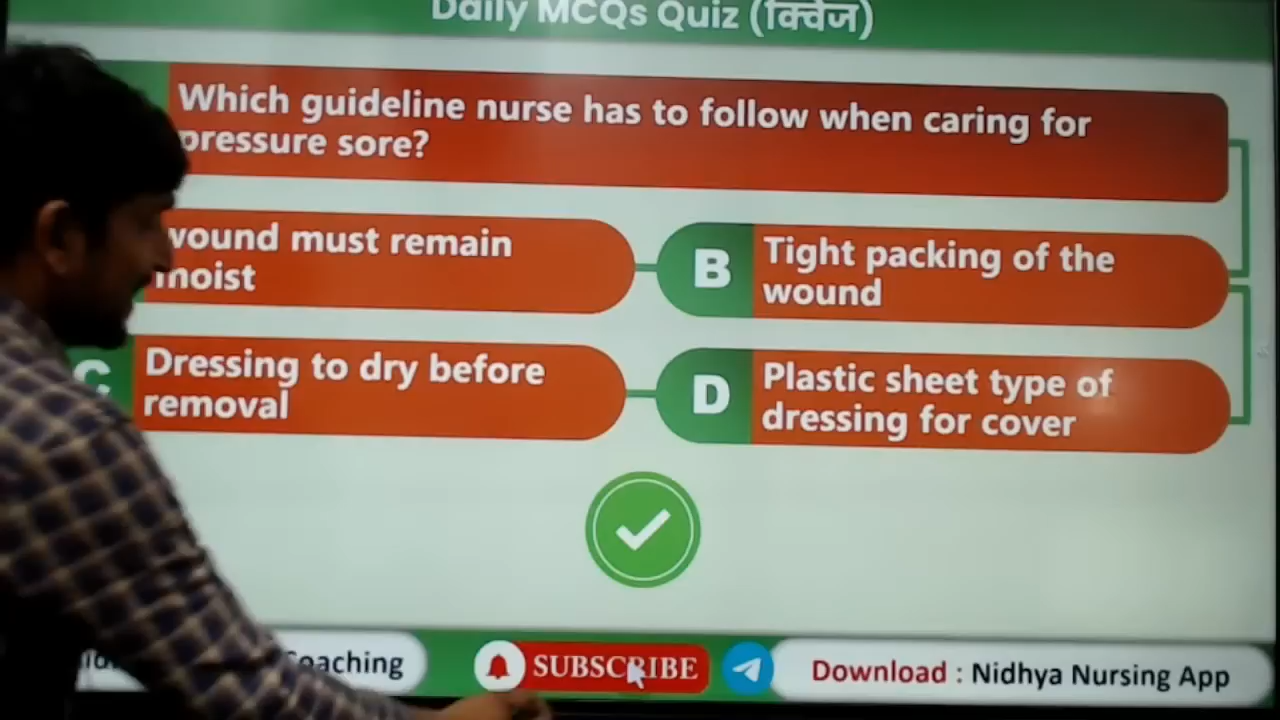 Daily MCQs Quiz (क्विज)
Which guideline nurse has to follow when caring for
pressure sore?
wound must remain
moist
B
Tight packing of the
wound
C
Dressing to dry before
removal
D
Plastic sheet type of
dressing for cover
Coaching
SUBSCRIBE
Download : Nidhya Nursing App